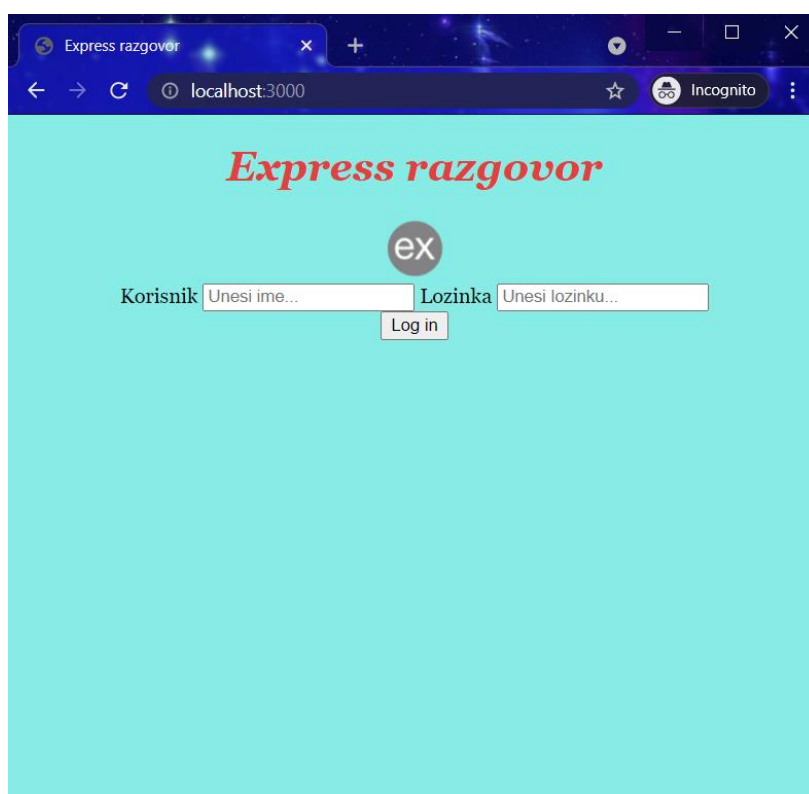 Express razgovor
localhost:3000
Incognito
Express razgovor
ex
Korisnik Unesi ime... Lozinka Unesi lozinku...
Log in